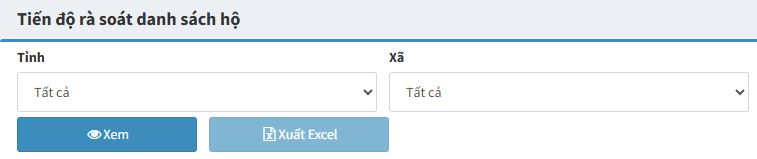 Tiến độ rà soát danh sách hộ
Tỉnh Xã
Tất cả Tất cả
Xem Xuất Excel